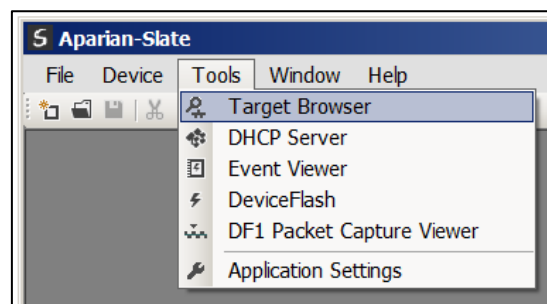 Aparian-Slate
File Device Tools Window Help
Target Browser
DHCP Server
Event Viewer
DeviceFlash
DF1 Packet Capture Viewer
Application Settings